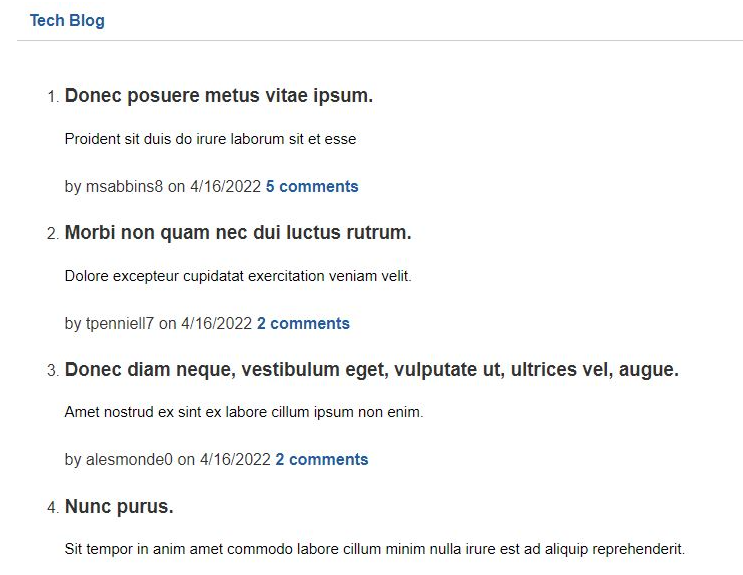 Tech Blog
1. Donec posuere metus vitae ipsum.
Proident sit duis do irure laborum sit et esse
by msabbins8 on 4/16/2022 5 comments
2. Morbi non quam nec dui luctus rutrum.
Dolore excepteur cupidatat exercitation veniam velit.
by tpenniell7 on 4/16/2022 2 comments
3. Donec diam neque, vestibulum eget, vulputate ut, ultrices vel, augue.
Amet nostrud ex sint ex labore cillum ipsum non enim.
by alesmonde0 on 4/16/2022 2 comments
4. Nunc purus.
Sit tempor in anim amet commodo labore cillum minim nulla irure est ad aliquip reprehenderit.